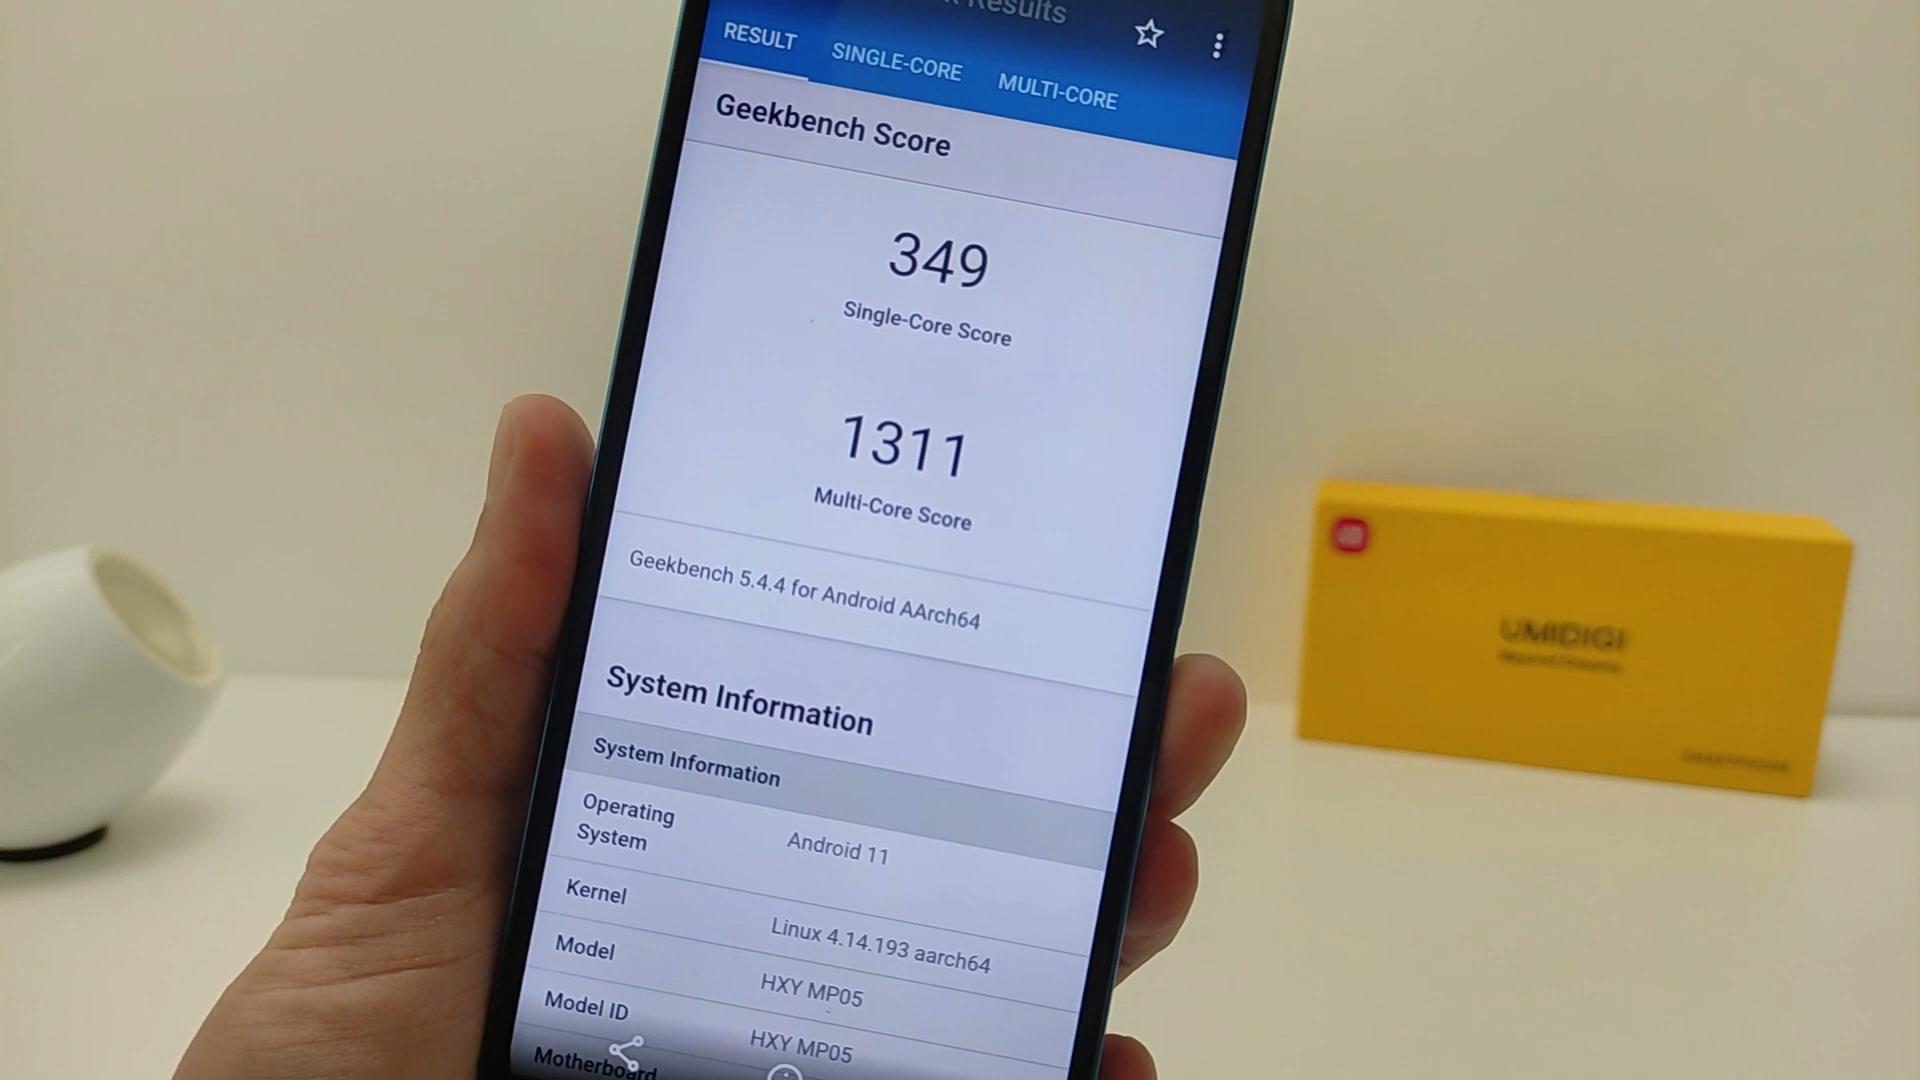 Results
RESULT SINGLE-CORE MULTI-CORE
Geekbench Score
349
Single-Core Score
1311
Multi-Core Score
Geekbench 5.4.4 for Android AArch64
System Information
System Information
Operating System Android 11
Kernel Linux 4.14.193 aarch64
Model HXY MP05
Model ID HXY MP05
Motherboard
UMIDIGI
SMARTPHONE